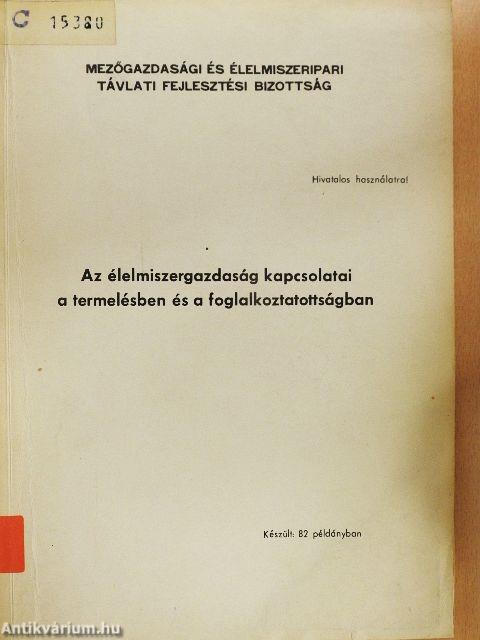 C 15380
MEZŐGAZDASÁGI ÉS ÉLELMISZERIPARI
TÁVLATI FEJLESZTÉSI BIZOTTSÁG
Hivatalos használatra!
Az élelmiszergazdaság kapcsolatai
a termelésben és a foglalkoztatottságban
Készült: 82 példányban
Antikvárium.hu